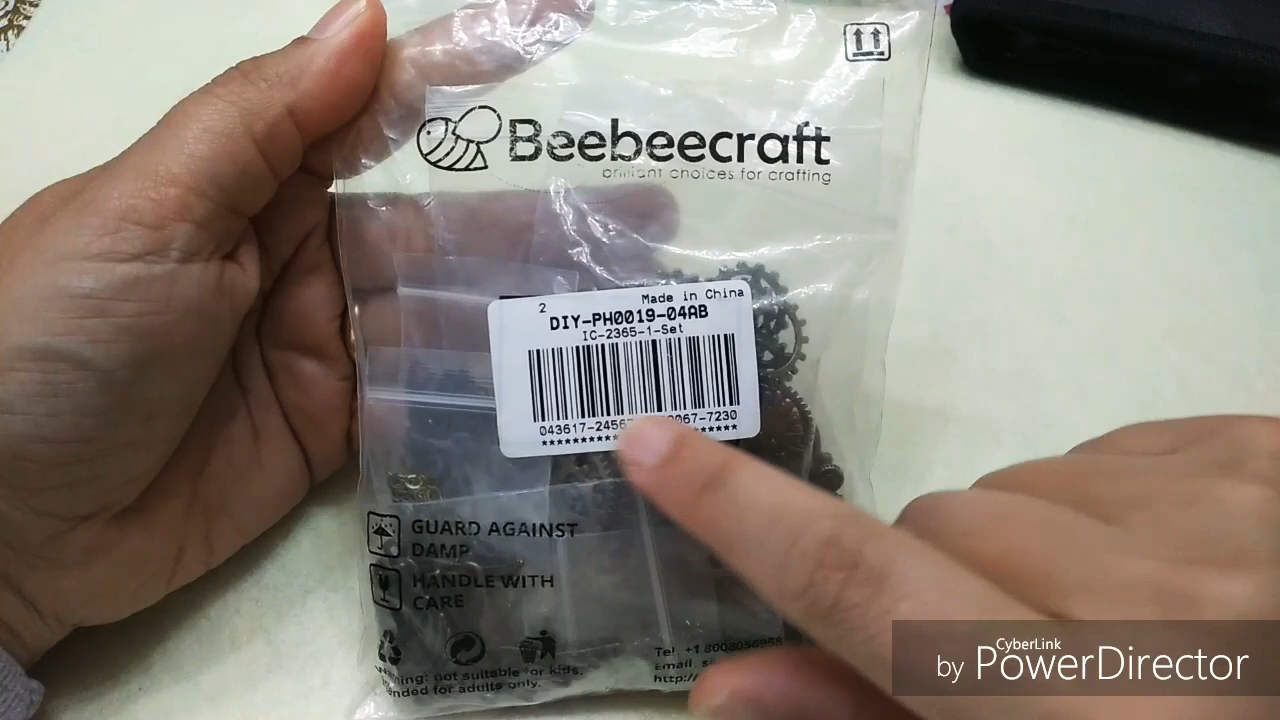 Beebeecraft
brilliant choices for crafting
2 Made in China
DIY-PH0019-04AB
IC-2365-1-Set
043617-2456 067-7230
GUARD AGAINST
DAMP
HANDLE WITH
CARE
not suitable for kids.
for adults only.
Tel. +1 8008056958
Email.
http://
CyberLink
by PowerDirector